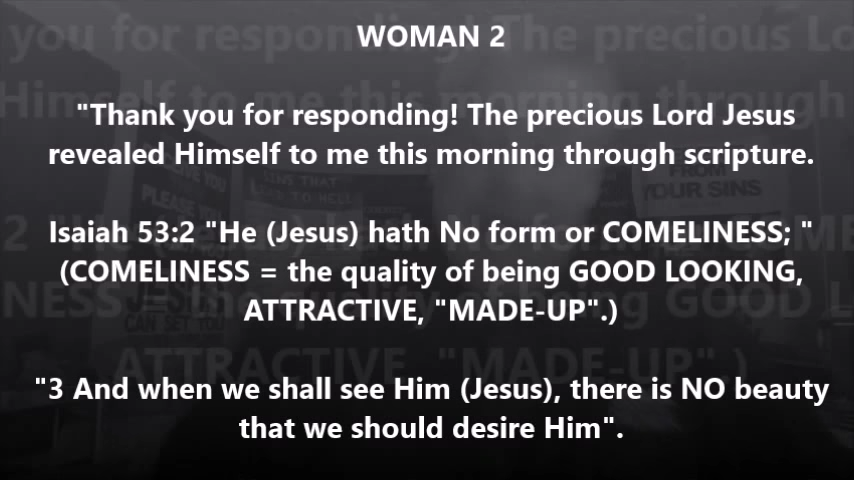 WOMAN 2
"Thank you for responding! The precious Lord Jesus
revealed Himself to me this morning through scripture.
Isaiah 53:2 "He (Jesus) hath No form or COMELINESS; "
(COMELINESS = the quality of being GOOD LOOKING,
ATTRACTIVE, "MADE-UP".)
"3 And when we shall see Him (Jesus), there is NO beauty
that we should desire Him".